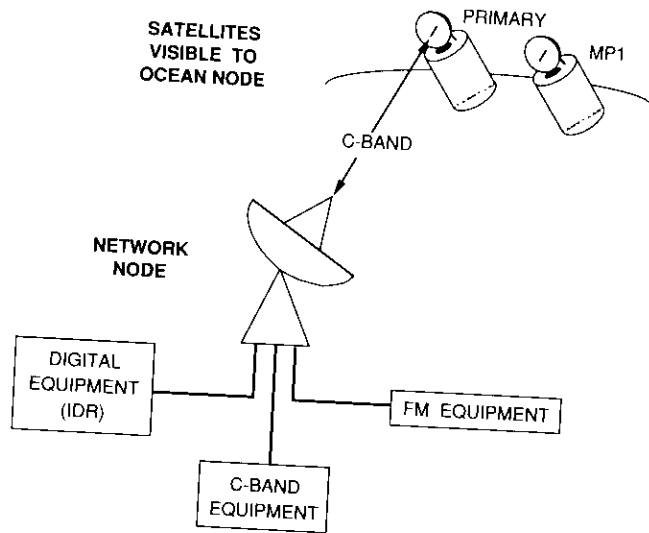 SATELLITES
VISIBLE TO
OCEAN NODE
PRIMARY
MP1
C-BAND
NETWORK
NODE
DIGITAL
EQUIPMENT
(IDR)
FM EQUIPMENT
C-BAND
EQUIPMENT